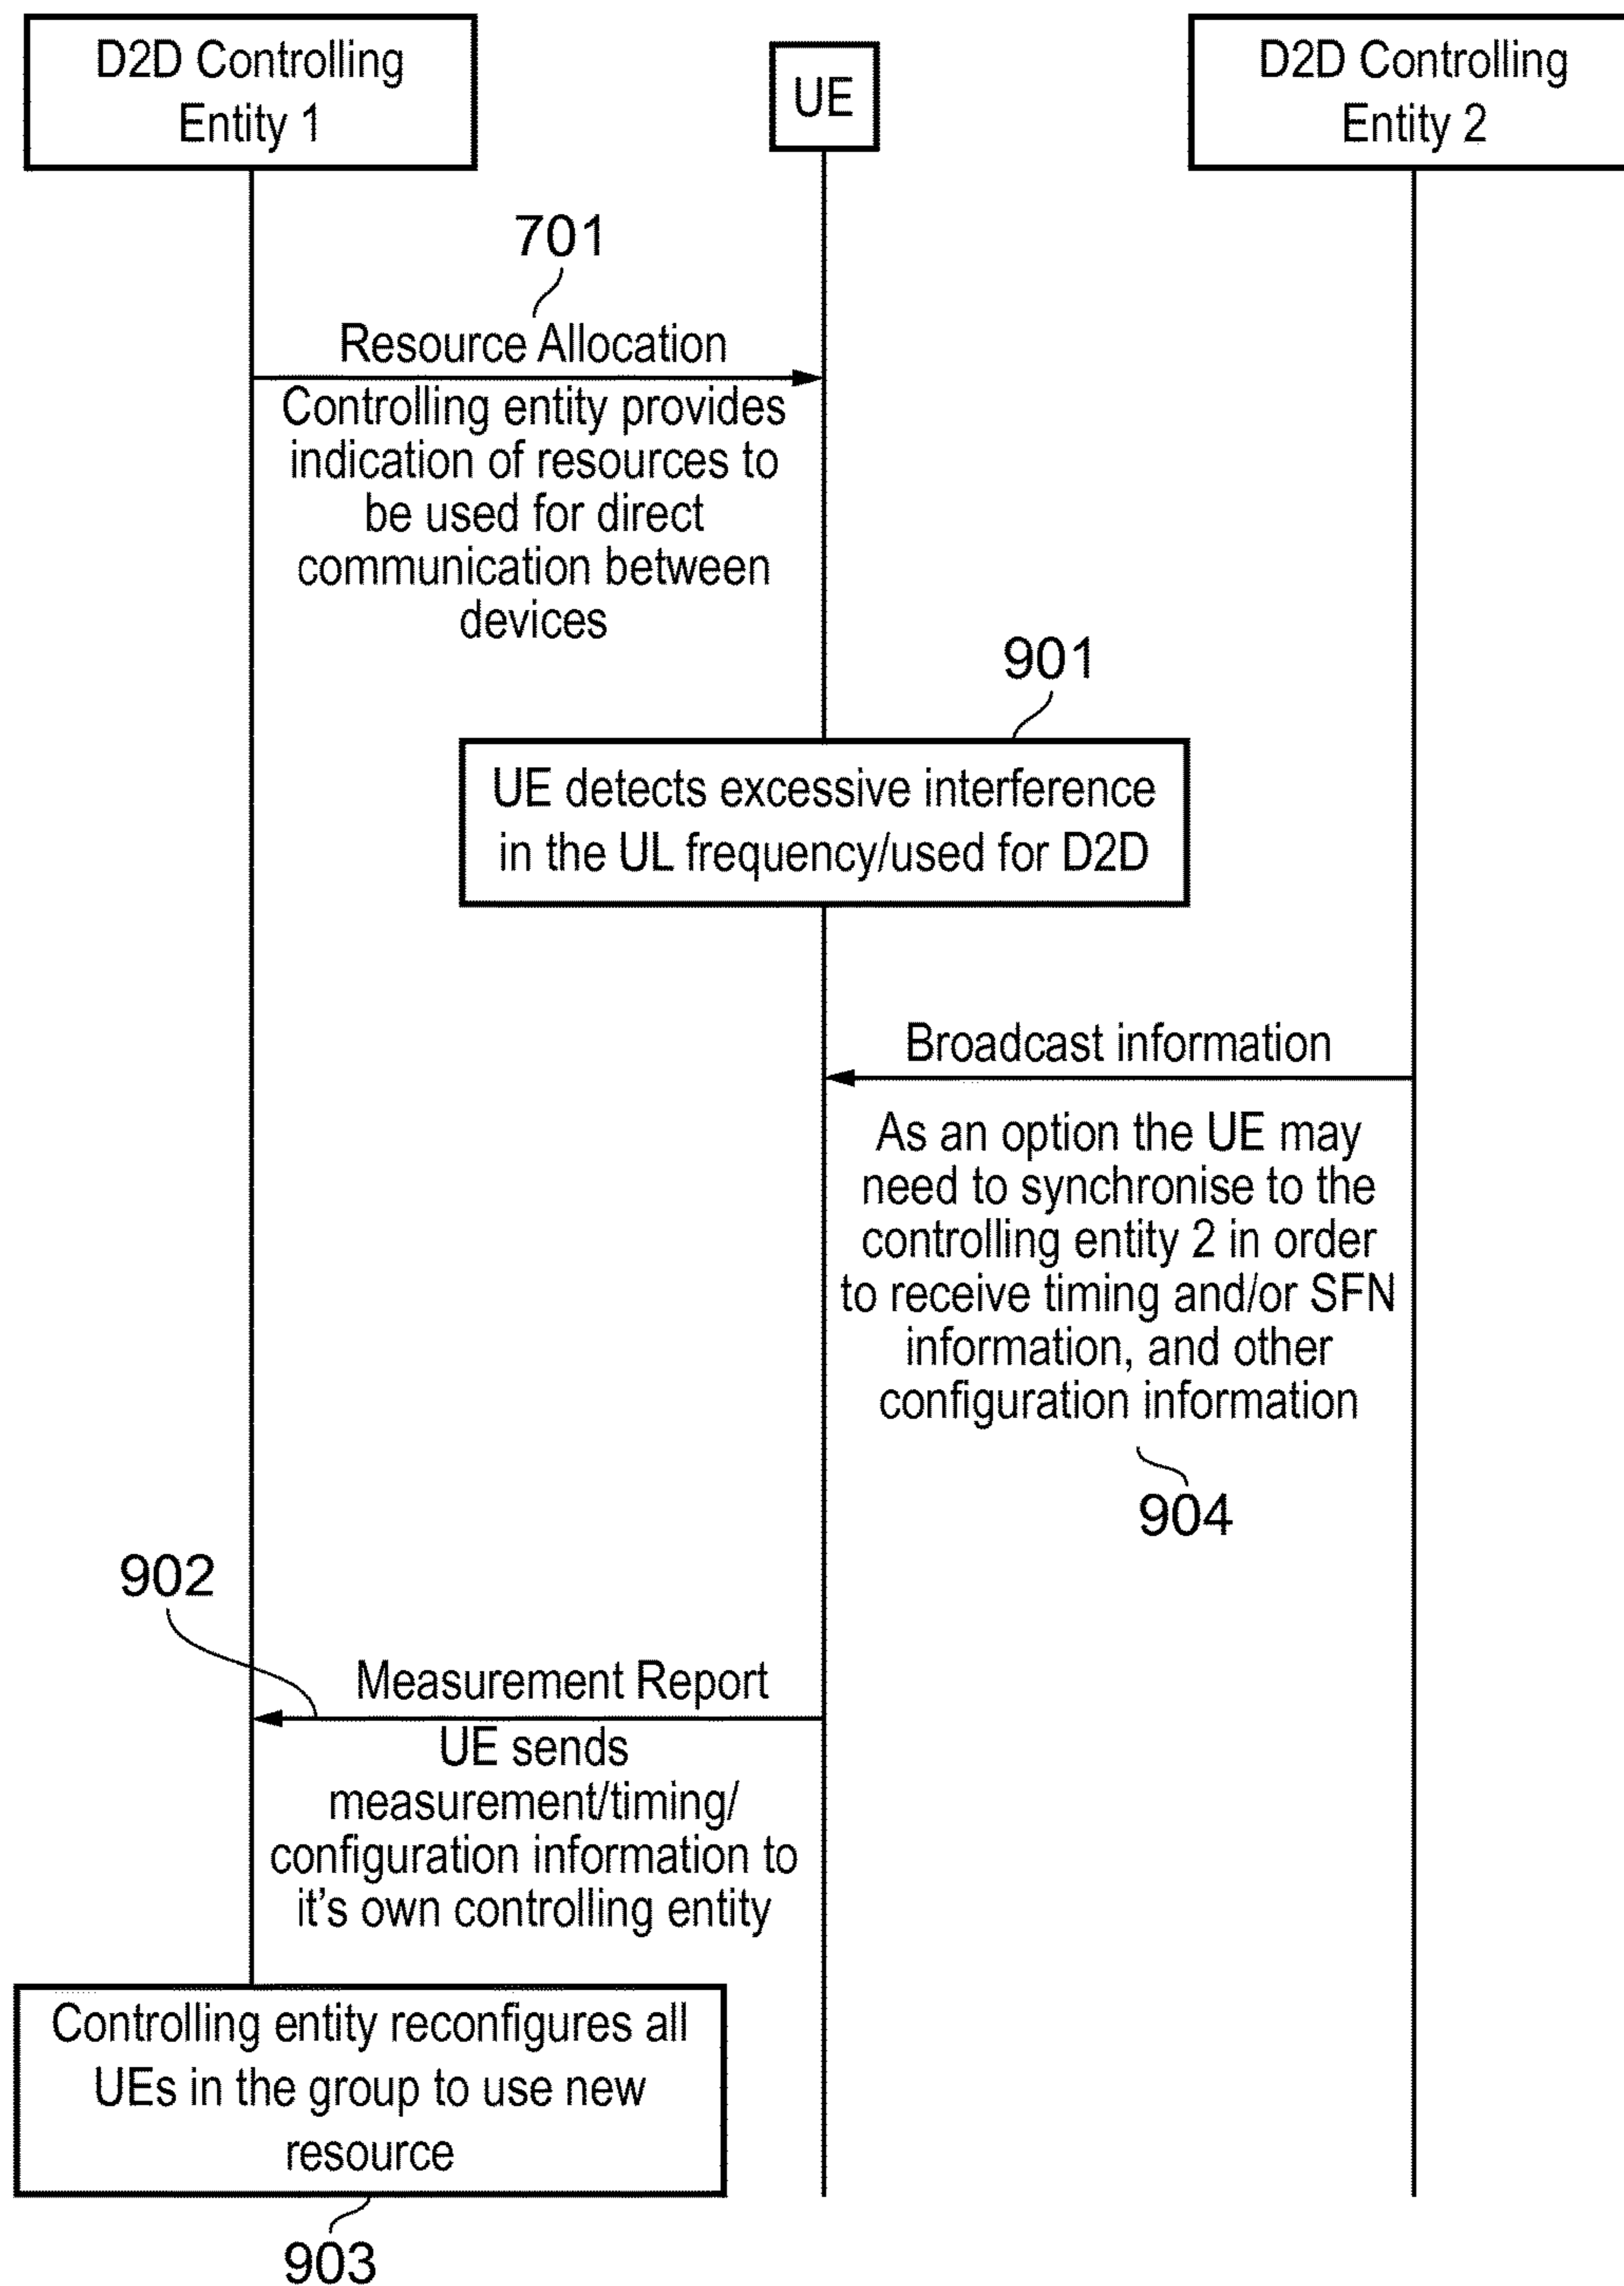 D2D Controlling
Entity 1
UE
D2D Controlling
Entity 2
701
Resource Allocation
Controlling entity provides
indication of resources to
be used for direct
communication between
devices
901
UE detects excessive interference
in the UL frequency/used for D2D
Broadcast information
As an option the UE may
need to synchronise to the
controlling entity 2 in order
to receive timing and/or SFN
information, and other
configuration information
904
902
Measurement Report
UE sends
measurement/timing/
configuration information to
it's own controlling entity
Controlling entity reconfigures all
UEs in the group to use new
resource
903